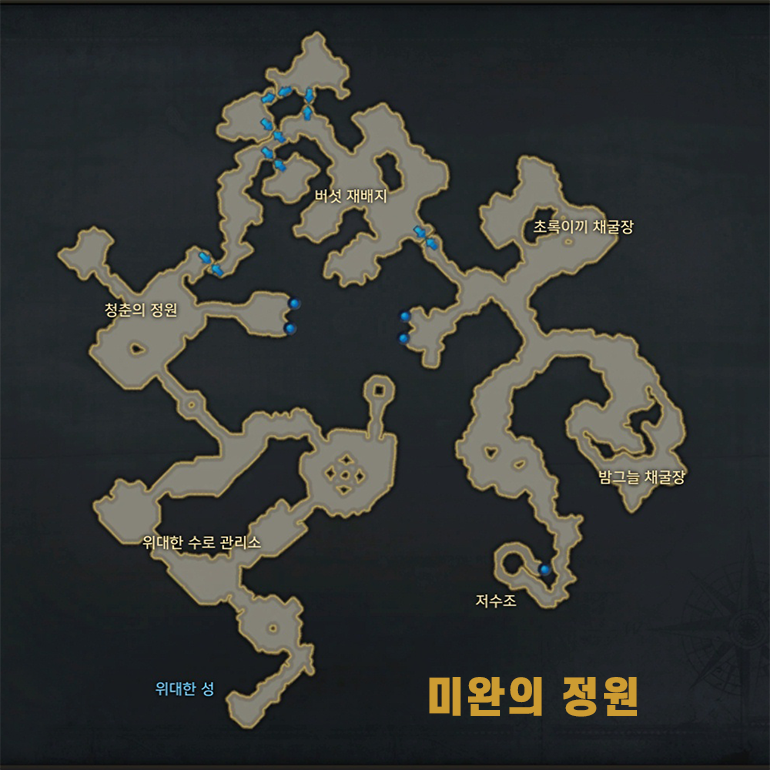 버섯 재배지
초록이끼 채굴장
청춘의 정원
밤그늘 채굴장
위대한 수로 관리소
저수조
위대한 성
미완의 정원